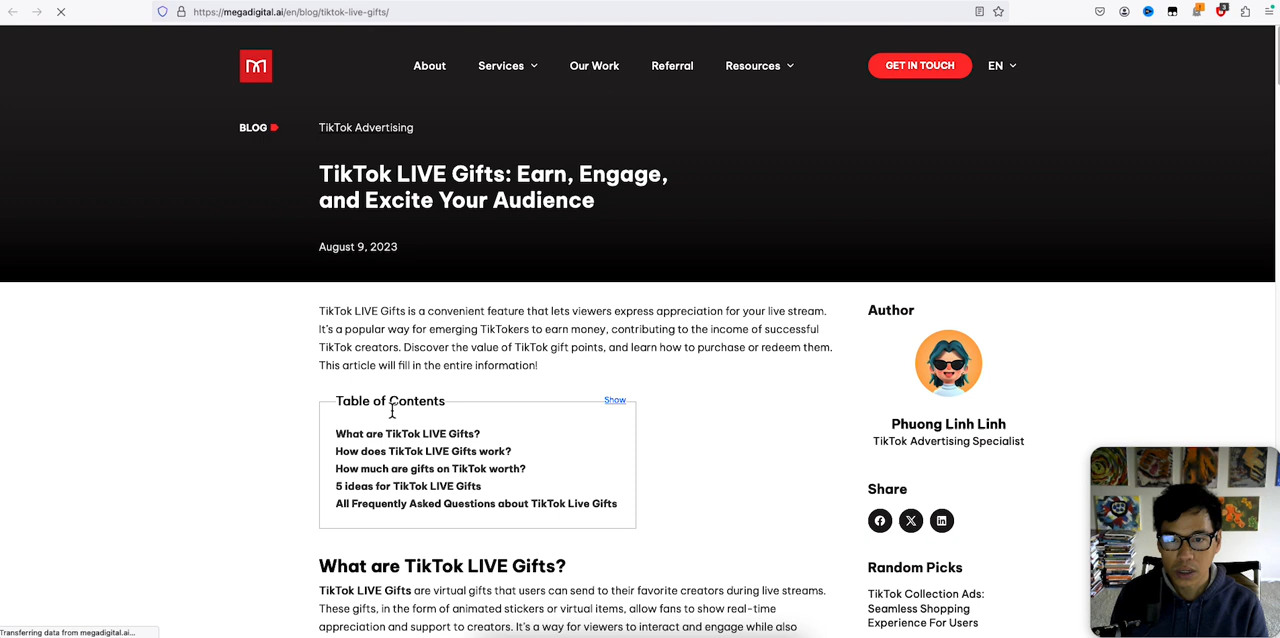 https://megadigital.ai/en/blog/tiktok-live-gifts/
About
Services
Our Work
Referral
Resources
GET IN TOUCH
EN
BLOG
TikTok Advertising
TikTok LIVE Gifts: Earn, Engage,
and Excite Your Audience
August 9, 2023
TikTok LIVE Gifts is a convenient feature that lets viewers express appreciation for your live stream.
It's a popular way for emerging TikTokers to earn money, contributing to the income of successful
TikTok creators. Discover the value of TikTok gift points, and learn how to purchase or redeem them.
This article will fill in the entire information!
Table of Contents
Show
What are TikTok LIVE Gifts?
How does TikTok LIVE Gifts work?
How much are gifts on TikTok worth?
5 ideas for TikTok LIVE Gifts
All Frequently Asked Questions about TikTok Live Gifts
What are TikTok LIVE Gifts?
TikTok LIVE Gifts are virtual gifts that users can send to their favorite creators during live streams.
These gifts, in the form of animated stickers or virtual items, allow fans to show real-time
appreciation and support to creators. It's a way for viewers to interact and engage while also
Author
Phuong Linh Linh
TikTok Advertising Specialist
Share
Random Picks
TikTok Collection Ads:
Seamless Shopping
Experience For Users
Transferring data from megadigital.ai...